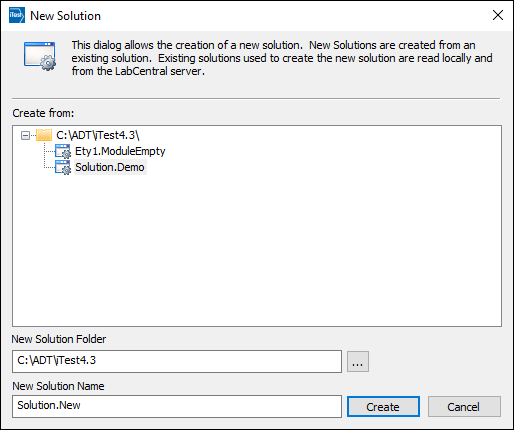 iTest
New Solution
This dialog allows the creation of a new solution.  New Solutions are created from an
existing solution.  Existing solutions used to create the new solution are read locally and
from the LabCentral server.
Create from:
C:\ADT\iTest4.3\
Ety1.ModuleEmpty
Solution.Demo
New Solution Folder
C:\ADT\iTest4.3
...
New Solution Name
Solution.New
Create
Cancel